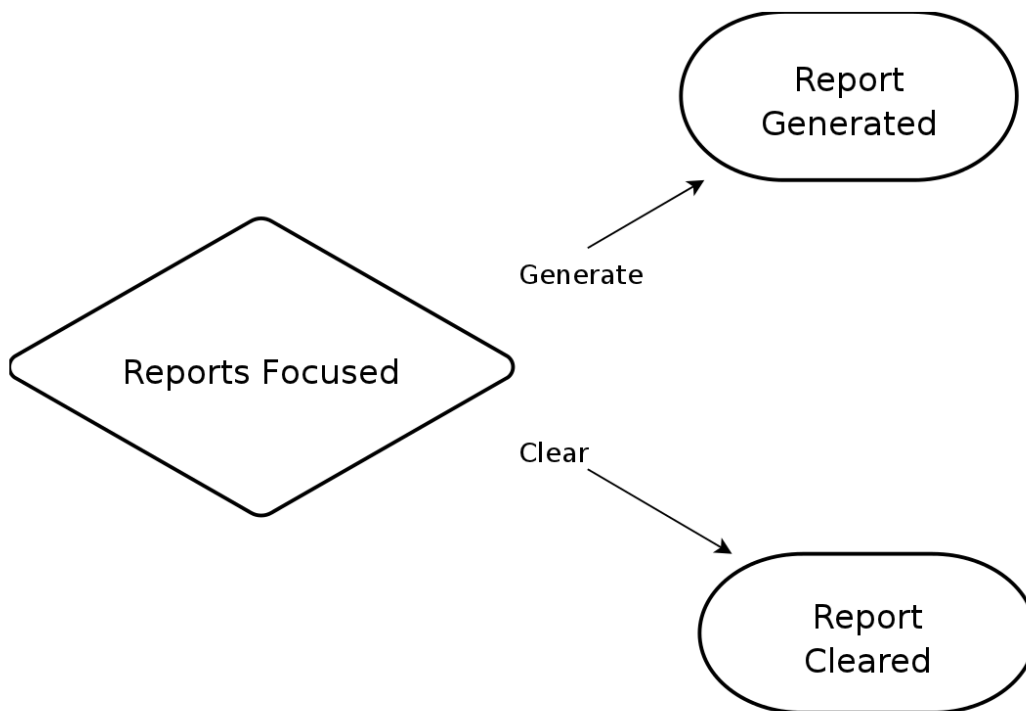 Report
Generated
Generate
Reports Focused
Clear
Report
Cleared